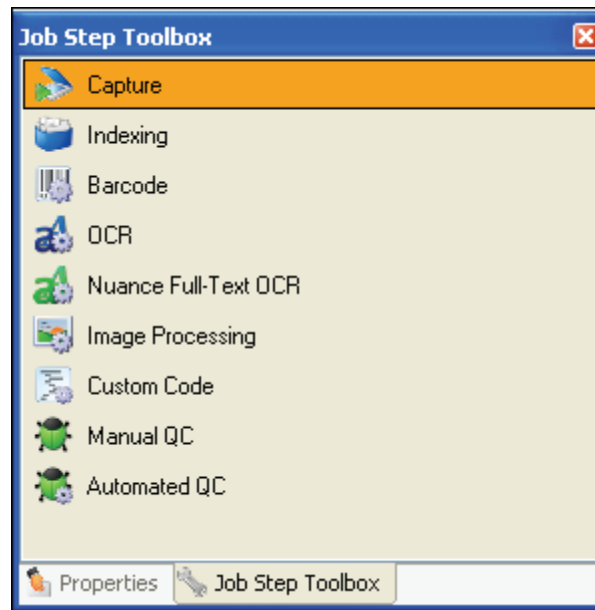 Job Step Toolbox
Capture
Indexing
Barcode
OCR
Nuance Full-Text OCR
Image Processing
Custom Code
Manual QC
Automated QC
Properties Job Step Toolbox